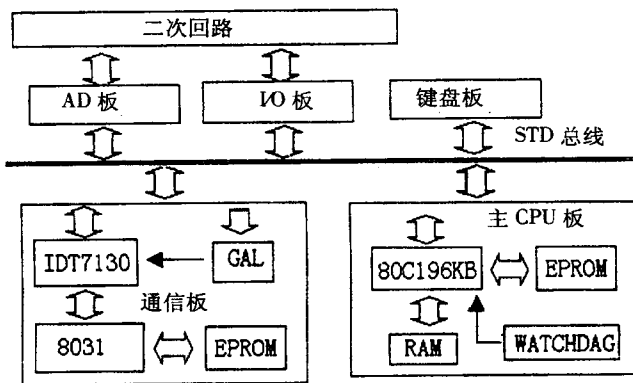 二次回路
AD 板
I/O 板
键盘板
STD 总线
主 CPU 板
IDT7130
GAL
80C196KB
EPROM
通信板
8031
EPROM
RAM
WATCHDAG